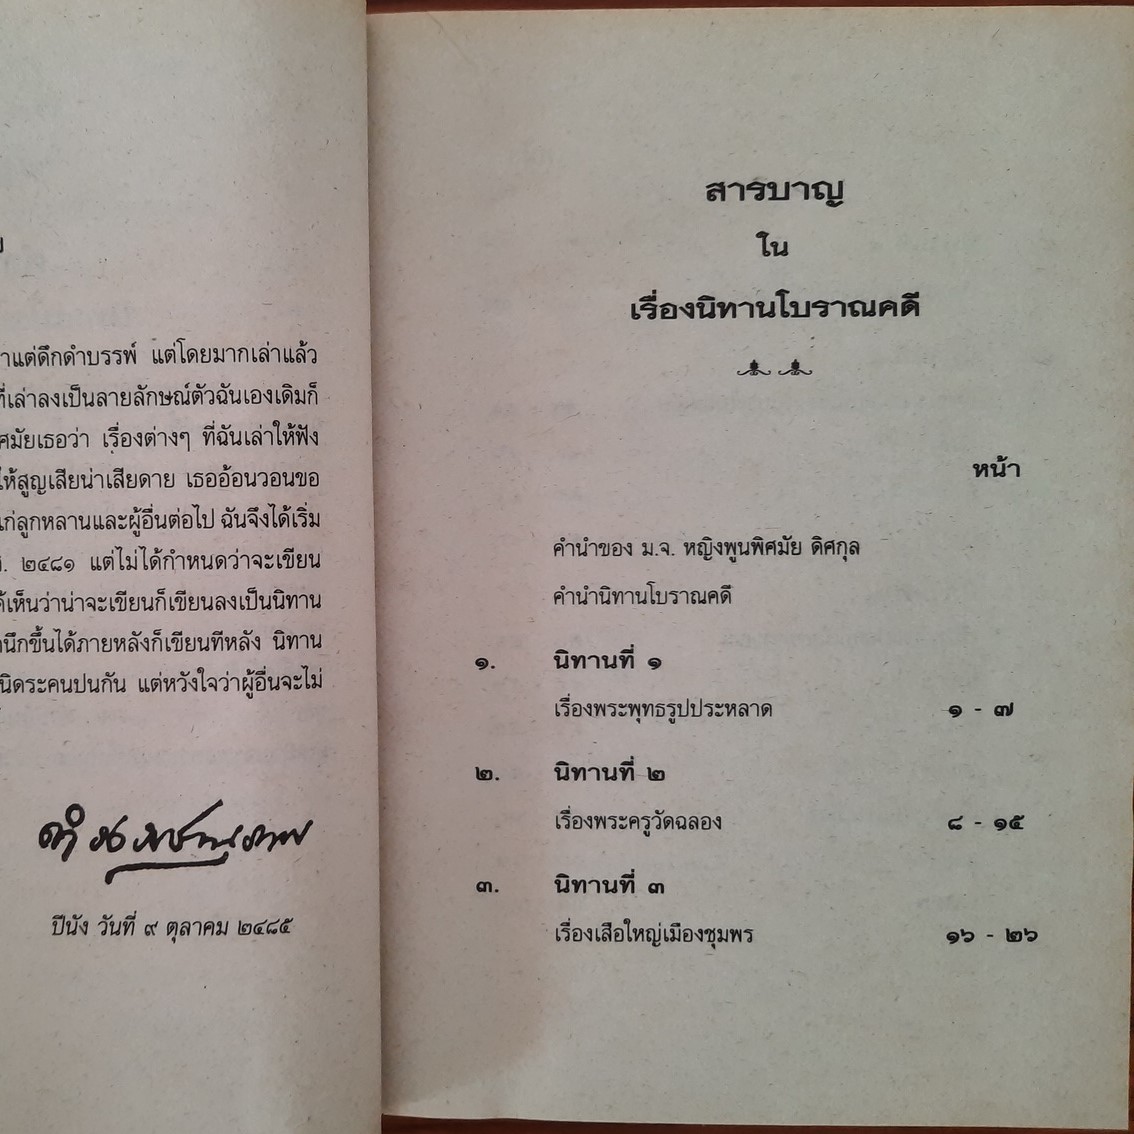 าแต่ดึกดำบรรพ์ แต่โดยมากเล่าแล้ว
ที่เล่าลงเป็นลายลักษณ์ตัวฉันเองเดิมก็
ศมัยเธอว่า เรื่องต่างๆ ที่ฉันเล่าให้ฟัง
ให้สูญเสียน่าเสียดาย เธออ้อนวอนขอ
แก่ลูกหลานและผู้อื่นต่อไป ฉันจึงได้เริ่ม
. ๒๔๘๑ แต่ไม่ได้กำหนดว่าจะเขียน
เห็นว่าน่าจะเขียนก็เขียนลงเป็นนิทาน
นึกขึ้นได้ภายหลังก็เขียนทีหลัง นิทาน
นิดระคนปนกัน แต่หวังใจว่าผู้อื่นจะไม่
ปีนัง วันที่ ๙ ตุลาคม ๒๔๘๕
สารบาญ
ใน
เรื่องนิทานโบราณคดี
หน้า
คำนำของ ม.จ. หญิงพูนพิศมัย ดิศกุล
คำนำนิทานโบราณคดี
๑. นิทานที่ ๑
เรื่องพระพุทธรูปประหลาด ๑ - ๗
๒. นิทานที่ ๒
เรื่องพระครูวัดฉลอง ๘ - ๑๕
๓. นิทานที่ ๓
เรื่องเสือใหญ่เมืองชุมพร ๑๖ - ๒๖